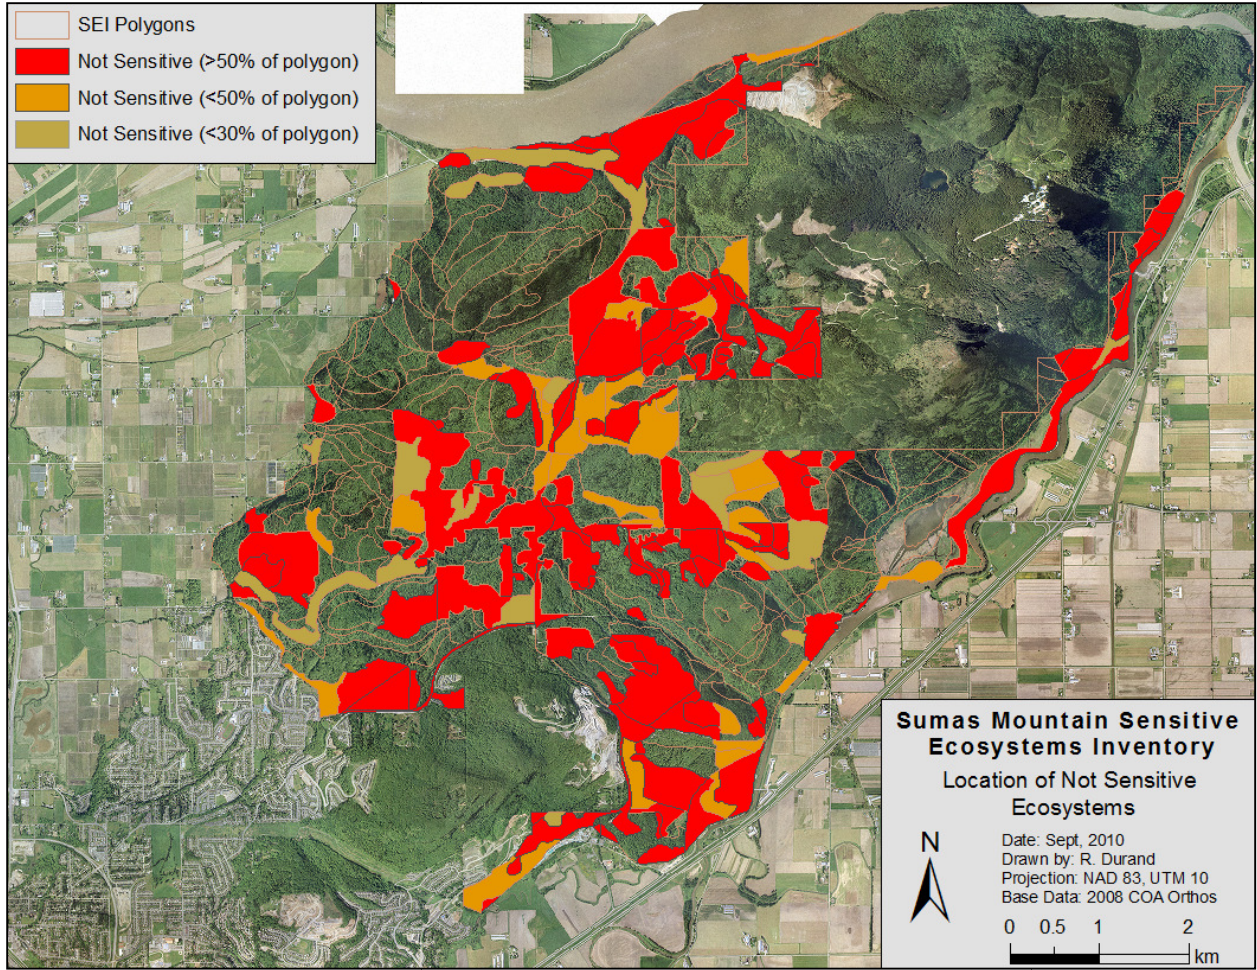 SEI Polygons
Not Sensitive (>50% of polygon)
Not Sensitive (<50% of polygon)
Not Sensitive (<30% of polygon)
Sumas Mountain Sensitive
Ecosystems Inventory
Location of Not Sensitive
Ecosystems
N
Date: Sept, 2010
Drawn by: R. Durand
Projection: NAD 83, UTM 10
Base Data: 2008 COA Orthos
0 0.5 1 2
km